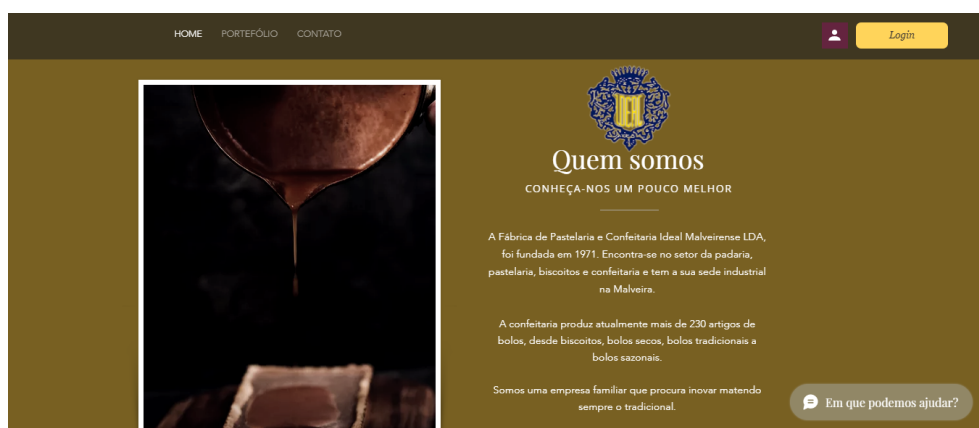 HOME PORTEFÓLIO CONTATO
Login
IDEAL
Quem somos
CONHEÇA-NOS UM POUCO MELHOR
A Fábrica de Pastelaria e Confeitaria Ideal Malveirense LDA,
foi fundada em 1971. Encontra-se no setor da padaria,
pastelaria, biscoitos e confeitaria e tem a sua sede industrial
na Malveira.
A confeitaria produz atualmente mais de 230 artigos de
bolos, desde biscoitos, bolos secos, bolos tradicionais a
bolos sazonais.
Somos uma empresa familiar que procura inovar matendo
sempre o tradicional.
Em que podemos ajudar?